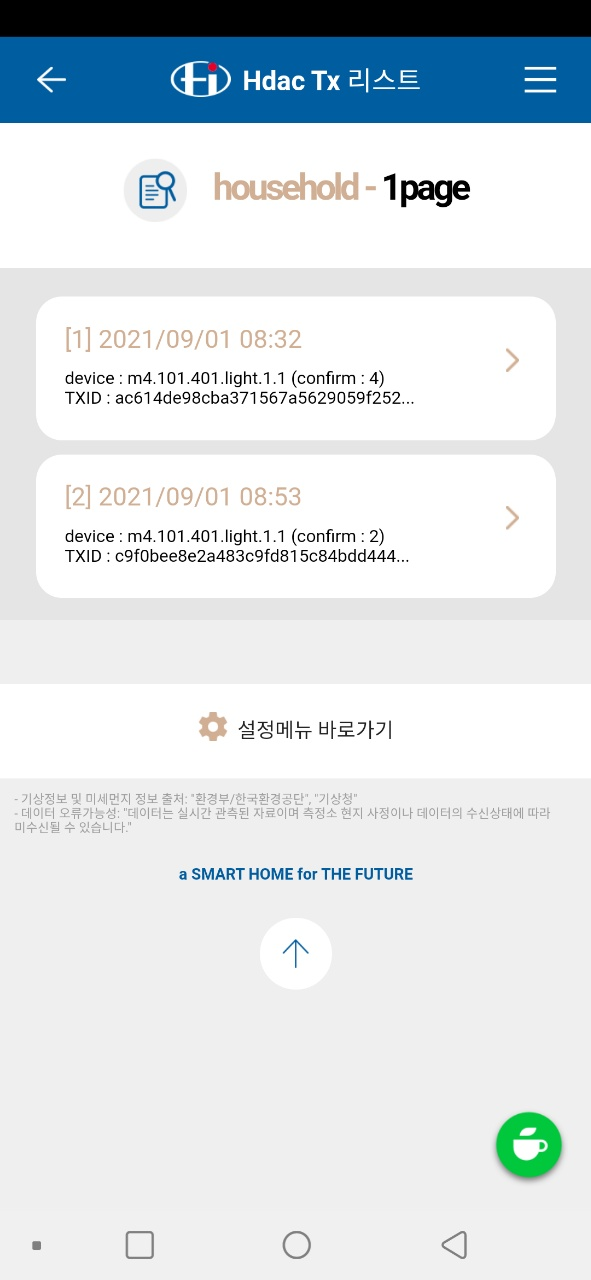 Hi Hdac Tx 리스트
household - 1page
[1] 2021/09/01 08:32
device : m4.101.401.light.1.1 (confirm : 4)
TXID : ac614de98cba371567a5629059f252...
[2] 2021/09/01 08:53
device : m4.101.401.light.1.1 (confirm : 2)
TXID : c9f0bee8e2a483c9fd815c84bdd444...
설정메뉴 바로가기
- 기상정보 및 미세먼지 정보 출처: "환경부/한국환경공단", "기상청"
- 데이터 오류가능성: "데이터는 실시간 관측된 자료이며 측정소 현지 사정이나 데이터의 수신상태에 따라
미수신될 수 있습니다."
a SMART HOME for THE FUTURE